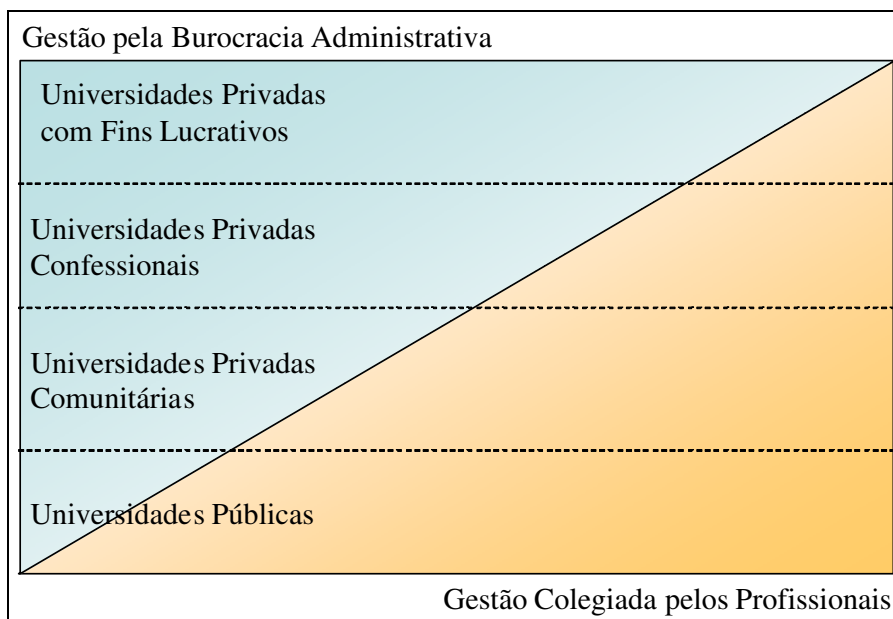 Gestão pela Burocracia Administrativa
Universidades Privadas
com Fins Lucrativos
Universidades Privadas
Confessionais
Universidades Privadas
Comunitárias
Universidades Públicas
Gestão Colegiada pelos Profissionais